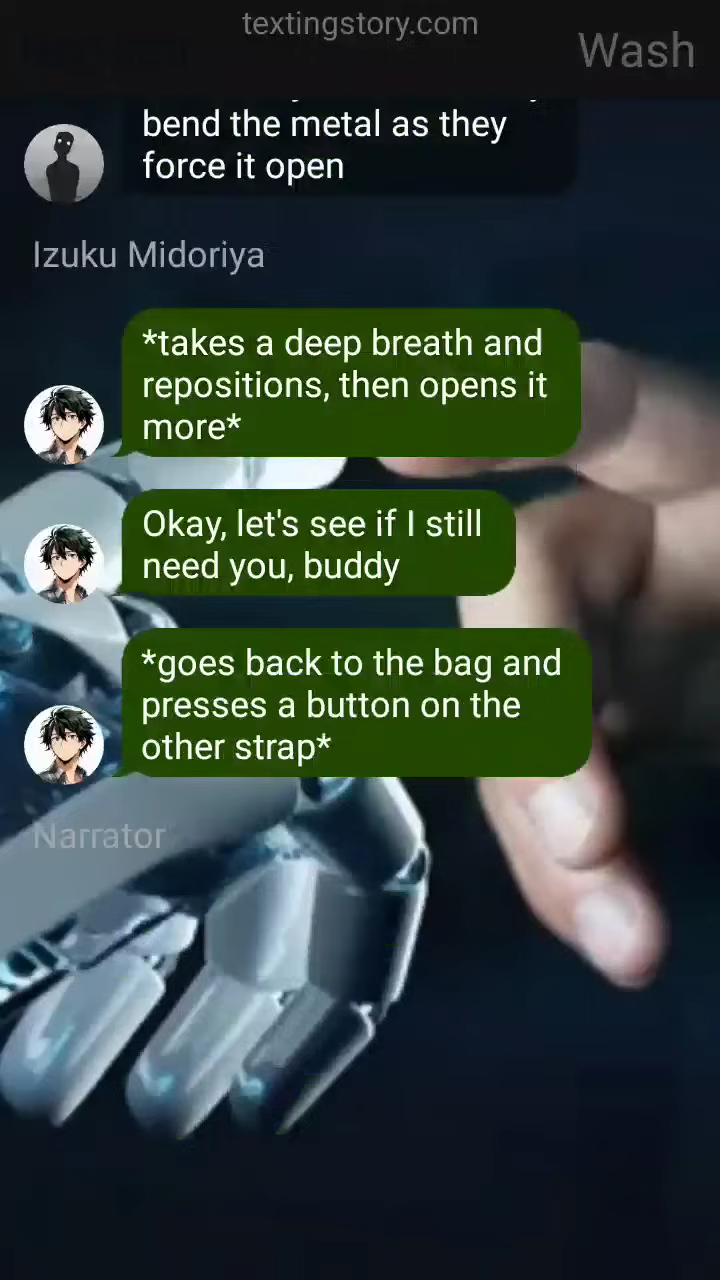 textingstory.com
Wash
bend the metal as they
force it open
Izuku Midoriya
*takes a deep breath and
repositions, then opens it
more*
Okay, let's see if I still
need you, buddy
*goes back to the bag and
presses a button on the
other strap*
Narrator